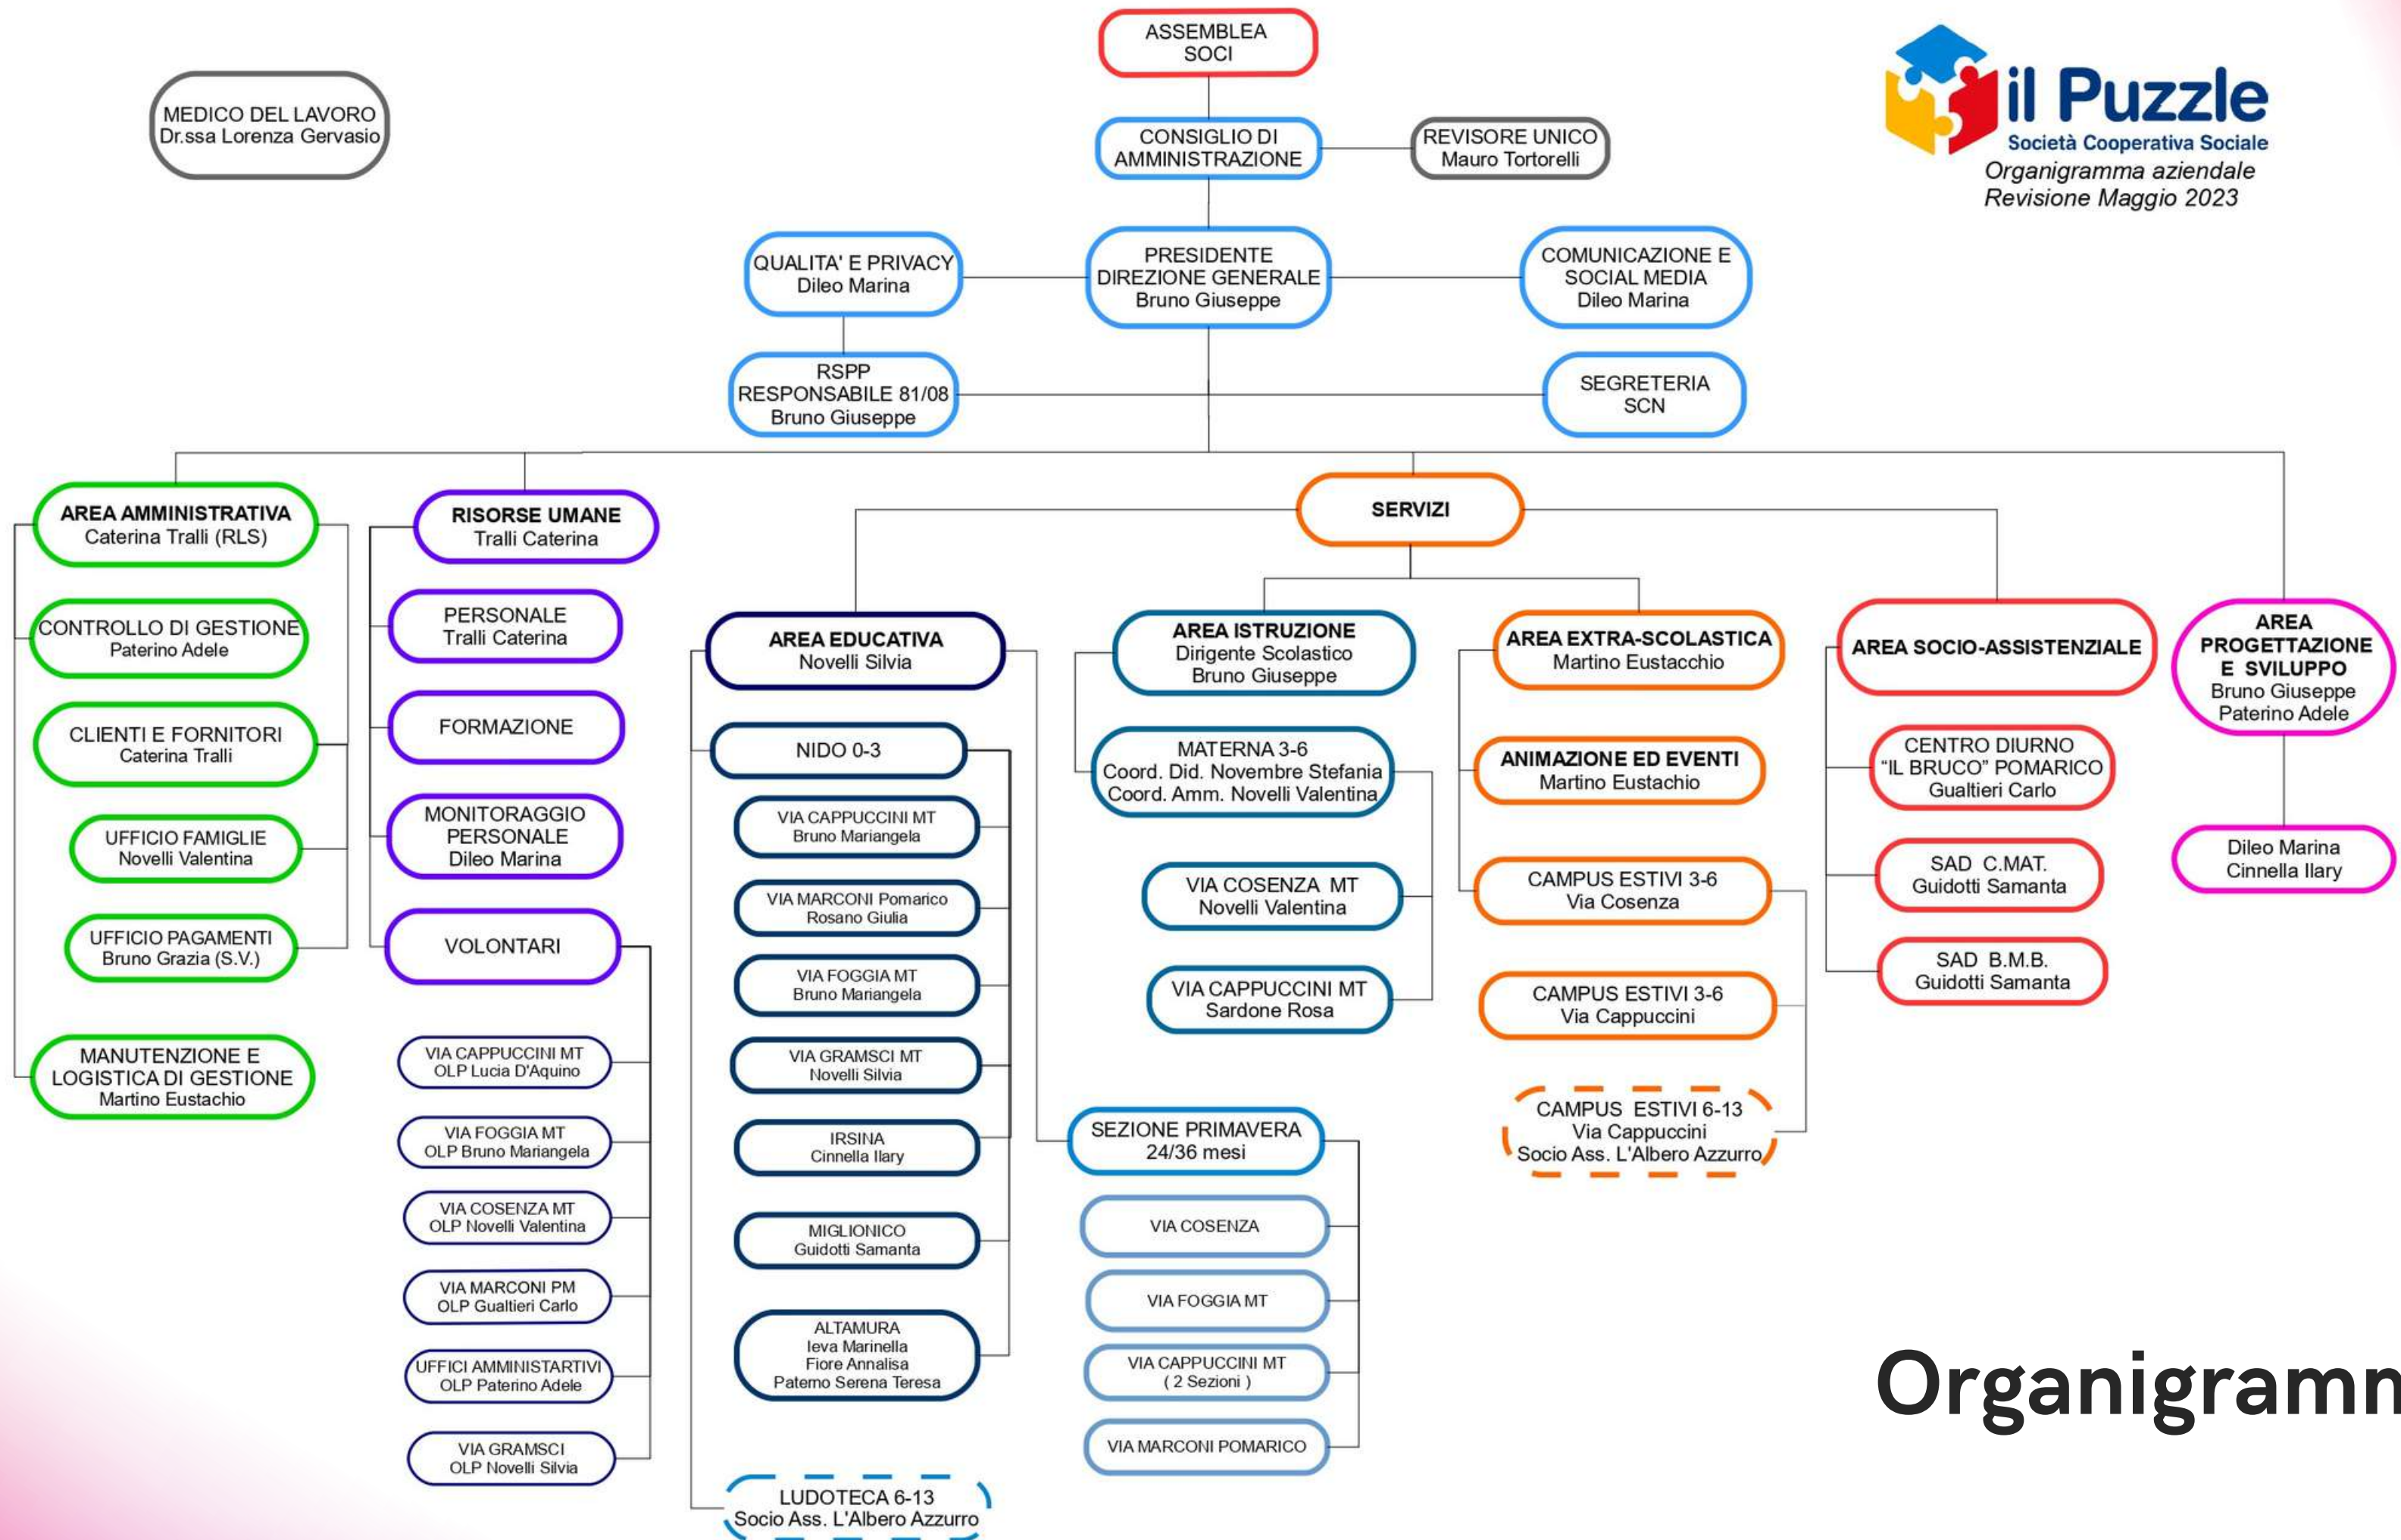 ASSEMBLEA
SOCI
MEDICO DEL LAVORO
Dr.ssa Lorenza Gervasio
CONSIGLIO DI
AMMINISTRAZIONE
REVISORE UNICO
Mauro Tortorelli
il Puzzle
Società Cooperativa Sociale
Organigramma aziendale
Revisione Maggio 2023
QUALITA' E PRIVACY
Dileo Marina
PRESIDENTE
DIREZIONE GENERALE
Bruno Giuseppe
COMUNICAZIONE E
SOCIAL MEDIA
Dileo Marina
RSPP
RESPONSABILE 81/08
Bruno Giuseppe
SEGRETERIA
SCN
AREA AMMINISTRATIVA
Caterina Tralli (RLS)
CONTROLLO DI GESTIONE
Paterino Adele
CLIENTI E FORNITORI
Caterina Tralli
UFFICIO FAMIGLIE
Novelli Valentina
UFFICIO PAGAMENTI
Bruno Grazia (S.V.)
MANUTENZIONE E
LOGISTICA DI GESTIONE
Martino Eustachio
RISORSE UMANE
Tralli Caterina
PERSONALE
Tralli Caterina
FORMAZIONE
MONITORAGGIO
PERSONALE
Dileo Marina
VOLONTARI
VIA CAPPUCCINI MT
OLP Lucia D'Aquino
VIA FOGGIA MT
OLP Bruno Mariangela
VIA COSENZA MT
OLP Novelli Valentina
VIA MARCONI PM
OLP Gualtieri Carlo
UFFICI AMMINISTARTIVI
OLP Paterino Adele
VIA GRAMSCI
OLP Novelli Silvia
SERVIZI
AREA EDUCATIVA
Novelli Silvia
NIDO 0-3
VIA CAPPUCCINI MT
Bruno Mariangela
VIA MARCONI Pomarico
Rosano Giulia
VIA FOGGIA MT
Bruno Mariangela
VIA GRAMSCI MT
Novelli Silvia
IRSINA
Cinnella Ilary
MIGLIONICO
Guidotti Samanta
ALTAMURA
Ieva Marinella
Fiore Annalisa
Paterno Serena Teresa
LUDOTECA 6-13
Socio Ass. L'Albero Azzurro
SEZIONE PRIMAVERA
24/36 mesi
VIA COSENZA
VIA FOGGIA MT
VIA CAPPUCCINI MT
( 2 Sezioni )
VIA MARCONI POMARICO
AREA ISTRUZIONE
Dirigente Scolastico
Bruno Giuseppe
MATERNA 3-6
Coord. Did. Novembre Stefania
Coord. Amm. Novelli Valentina
VIA COSENZA MT
Novelli Valentina
VIA CAPPUCCINI MT
Sardone Rosa
AREA EXTRA-SCOLASTICA
Martino Eustacchio
ANIMAZIONE ED EVENTI
Martino Eustachio
CAMPUS ESTIVI 3-6
Via Cosenza
CAMPUS ESTIVI 3-6
Via Cappuccini
CAMPUS ESTIVI 6-13
Via Cappuccini
Socio Ass. L'Albero Azzurro
AREA SOCIO-ASSISTENZIALE
CENTRO DIURNO
"IL BRUCO" POMARICO
Gualtieri Carlo
SAD C.MAT.
Guidotti Samanta
SAD B.M.B.
Guidotti Samanta
AREA
PROGETTAZIONE
E SVILUPPO
Bruno Giuseppe
Paterino Adele
Dileo Marina
Cinnella Ilary